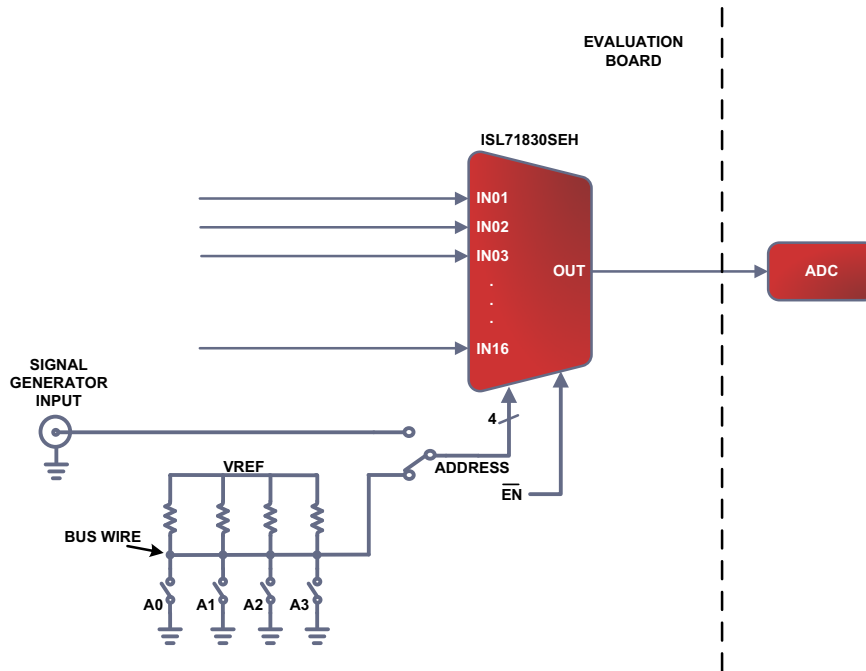 EVALUATION
BOARD
ISL71830SEH
IN01
IN02
IN03
OUT
ADC
.
.
.
IN16
SIGNAL
GENERATOR
INPUT
4
VREF
ADDRESS
EN
BUS WIRE
A0
A1
A2
A3